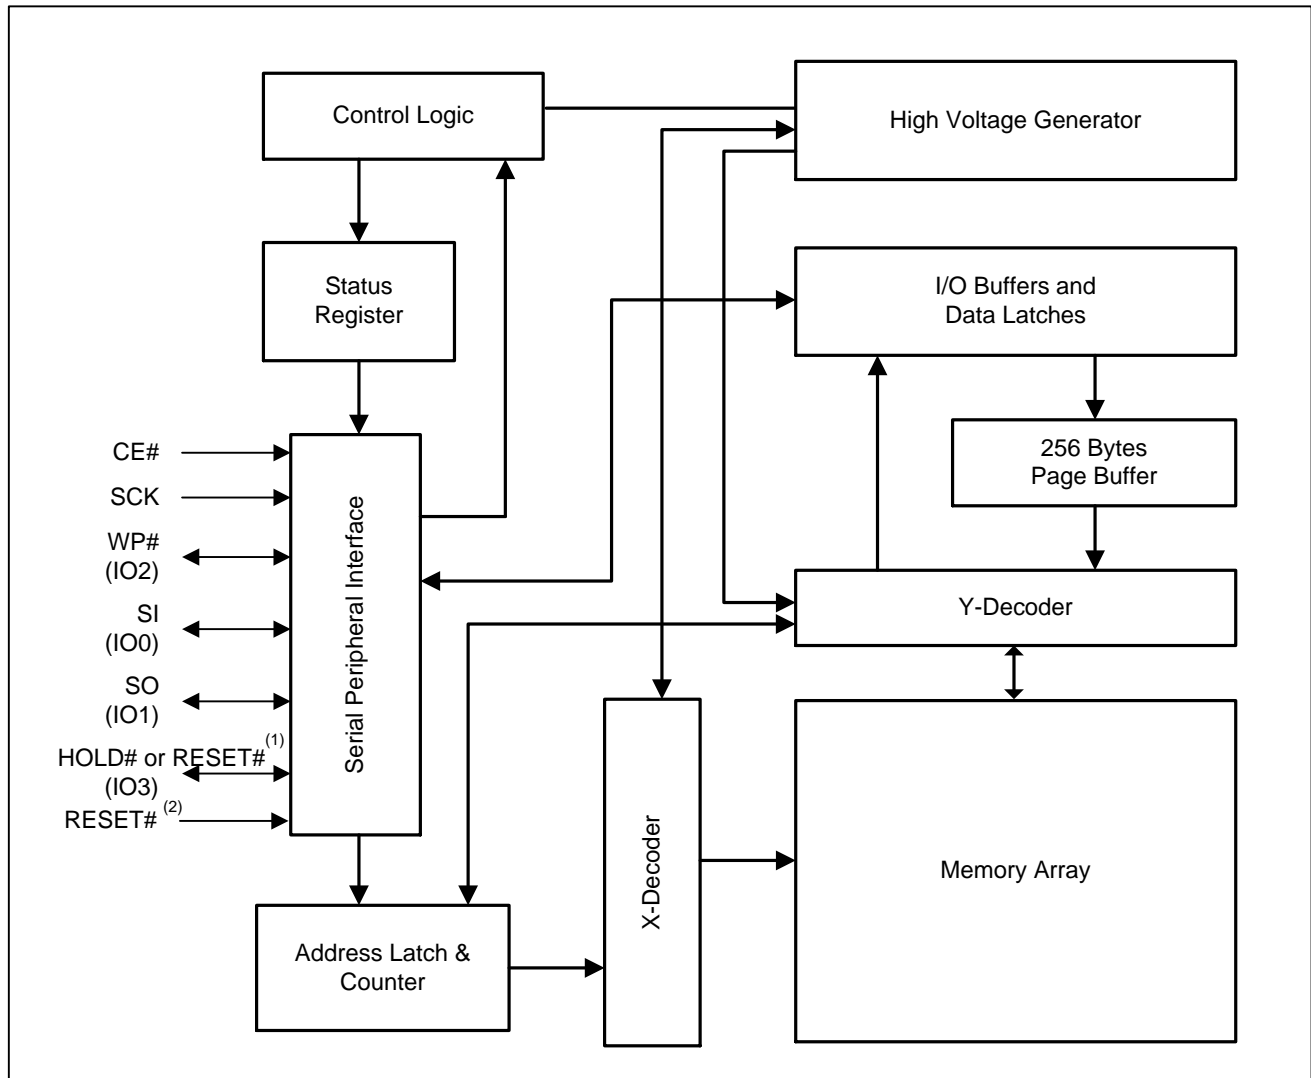 Control Logic
High Voltage Generator
Status
Register
I/O Buffers and
Data Latches
256 Bytes
Page Buffer
Y-Decoder
CE#
SCK
WP#
(IO2)
SI
(IO0)
SO
(IO1)
HOLD# or RESET# (1)
(IO3)
RESET# (2)
Serial Peripheral Interface
X-Decoder
Memory Array
Address Latch &
Counter